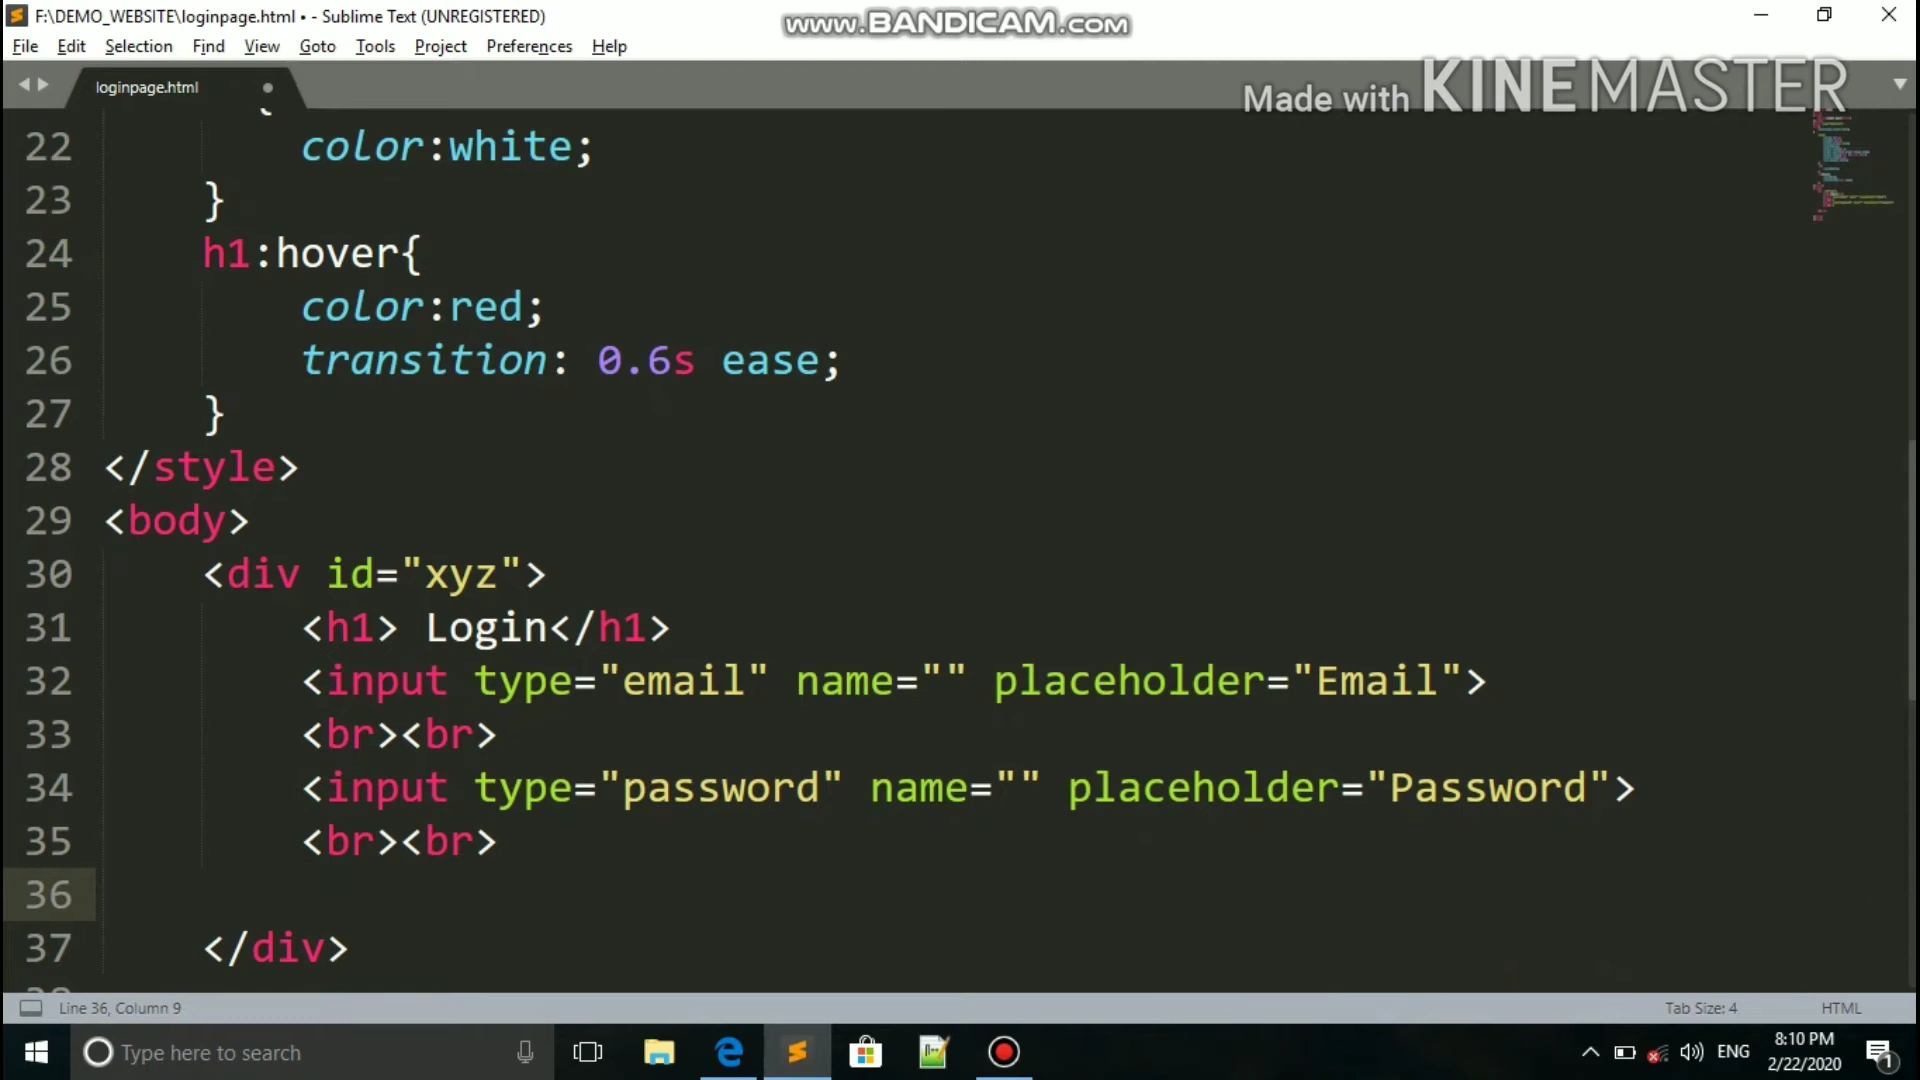 F:\DEMO_WEBSITE\loginpage.html • - Sublime Text (UNREGISTERED)
www.BANDICAM.com
File Edit Selection Find View Goto Tools Project Preferences Help
loginpage.html
Made with KINEMASTER
{
22 color:white;
23 }
24 h1:hover{
25 color:red;
26 transition: 0.6s ease;
27 }
28 </style>
29 <body>
30 <div id="xyz">
31 <h1> Login</h1>
32 <input type="email" name="" placeholder="Email">
33 <br><br>
34 <input type="password" name="" placeholder="Password">
35 <br><br>
36
37 </div>
Line 36, Column 9
Tab Size: 4 HTML
Type here to search
ENG
8:10 PM
2/22/2020
1